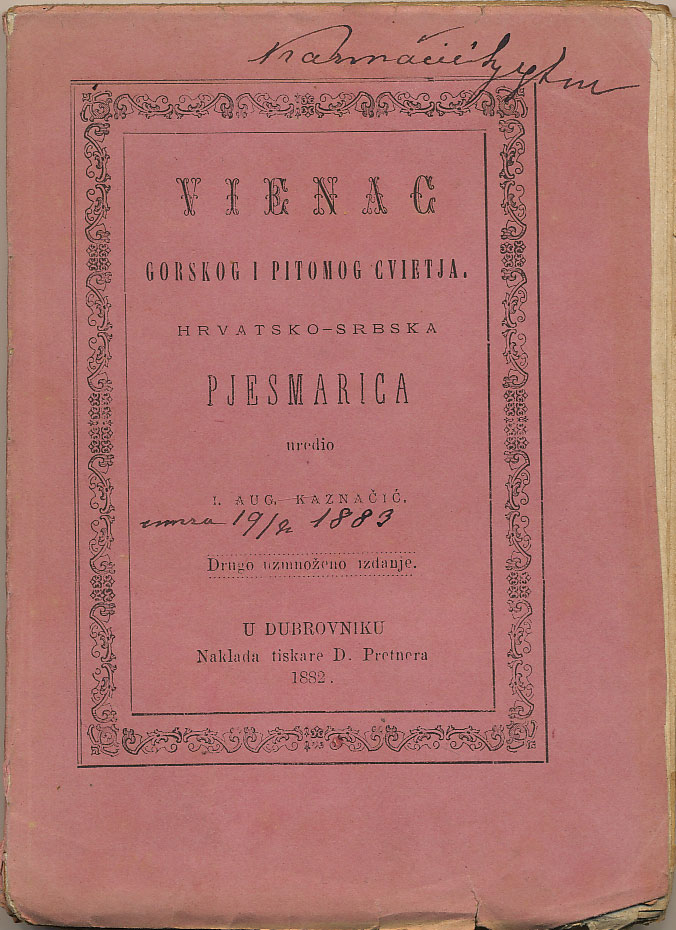 VIENAC
GORSKOG I PITOMOG CVIETJA.
HRVATSKO-SRBSKA
PJESMARICA
uredio
I. AUG. KAZNAČIĆ.
19/2 1883
Drugo uzmnoženo izdanje.
U DUBROVNIKU
Naklada tiskare D. Pretnera
1882.